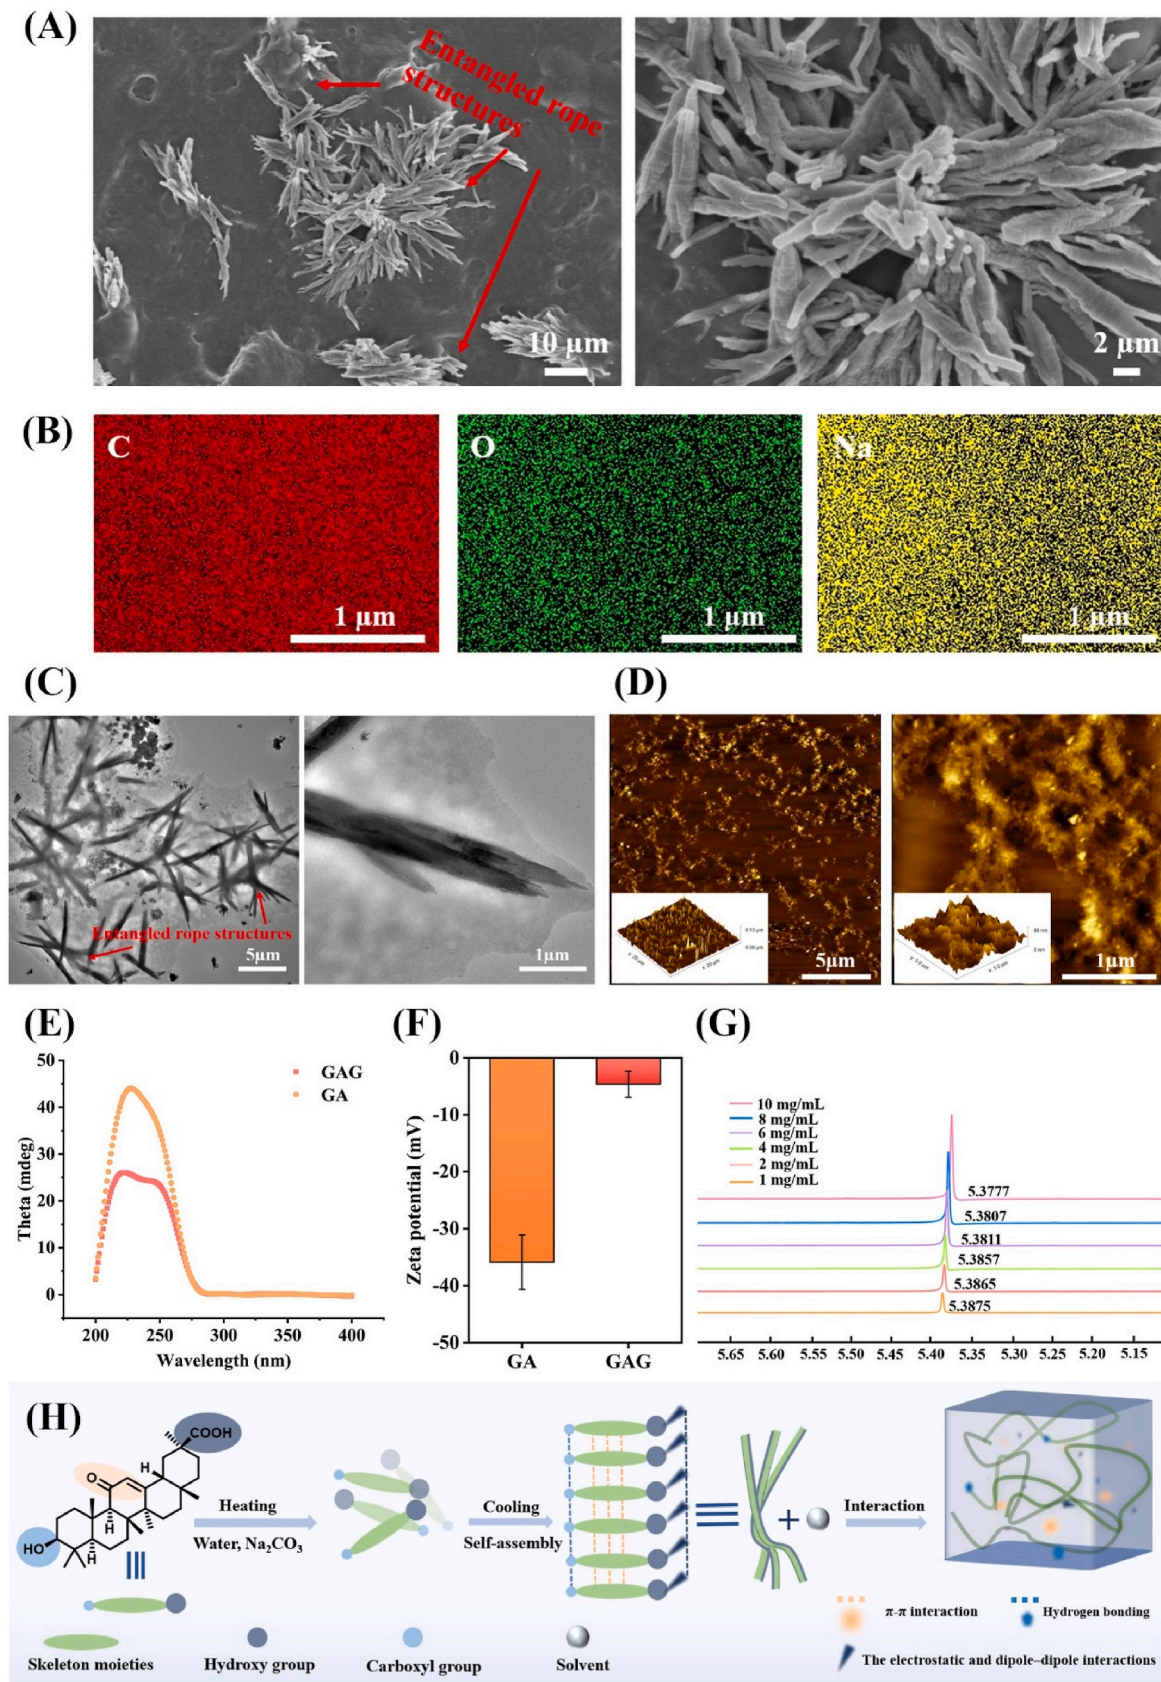 (A)
Entangled rope
structures
10 µm
2 µm
(B)
C
1 µm
O
1 µm
Na
1 µm
(C)
Entangled rope structures
5µm
1µm
(D)
5µm
1µm
(E)
50
40
30
20
10
0
Theta (mdeg)
GAG
GA
200 250 300 350 400
Wavelength (nm)
(F)
0
-10
-20
-30
-40
-50
Zeta potential (mV)
GA GAG
(G)
10 mg/mL
8 mg/mL
6 mg/mL
4 mg/mL
2 mg/mL
1 mg/mL
5.3777
5.3807
5.3811
5.3857
5.3865
5.3875
5.65 5.60 5.55 5.50 5.45 5.40 5.35 5.30 5.25 5.20 5.15
(H)
COOH
O
H
H
H
HO
Heating
Water, Na₂CO₃
Cooling
Self-assembly
+
Interaction
π-π interaction
Hydrogen bonding
Skeleton moieties
Hydroxy group
Carboxyl group
Solvent
The electrostatic and dipole–dipole interactions